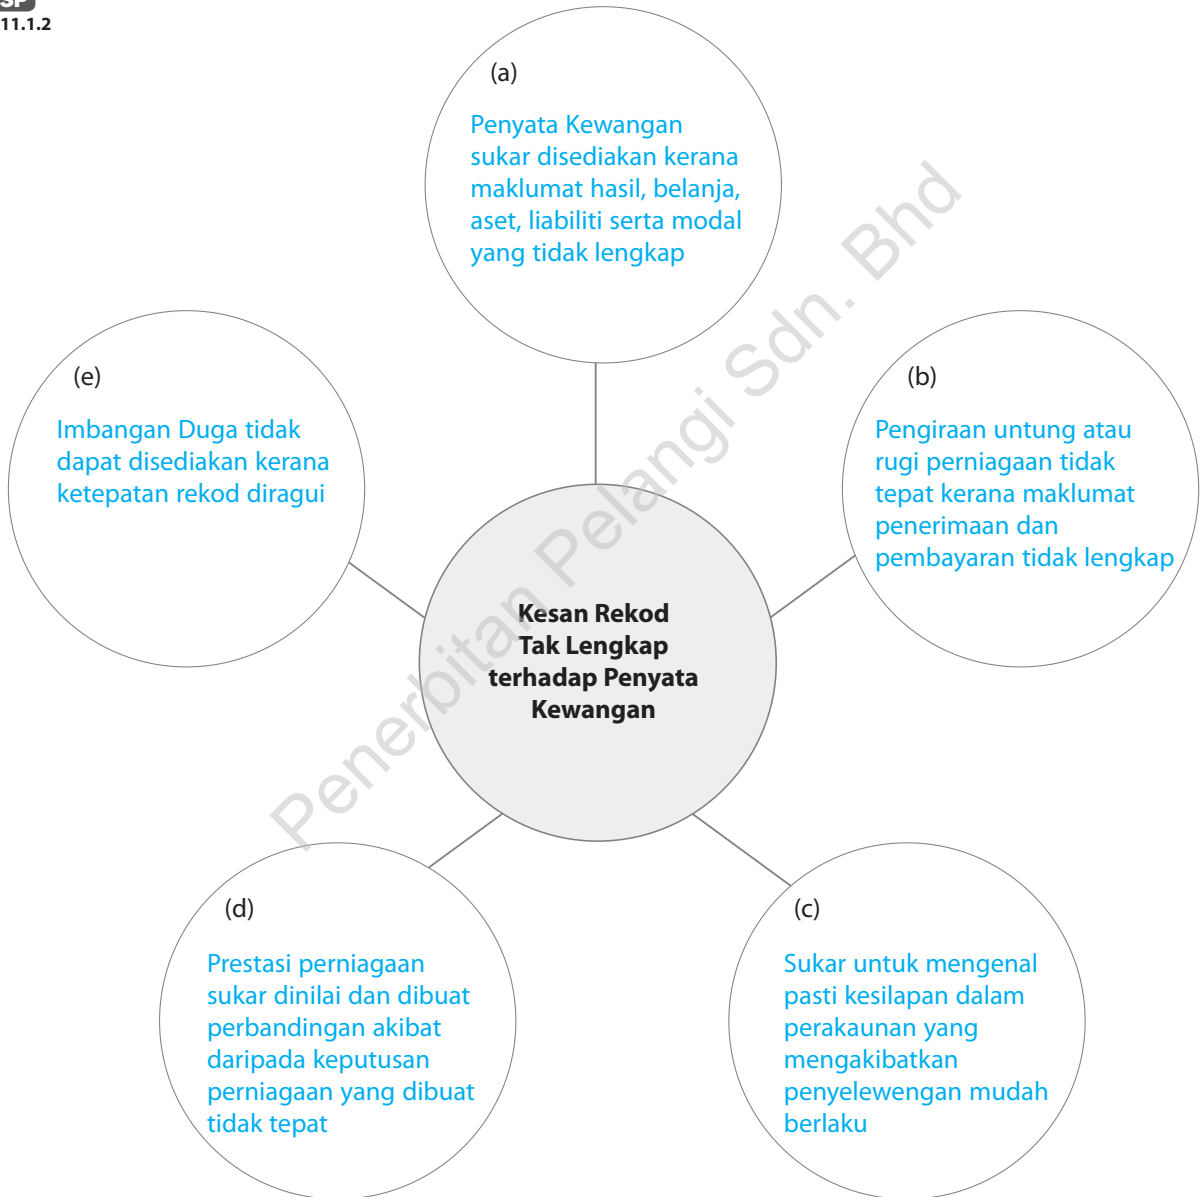 SP
11.1.2
(a)
Penyata Kewangan
sukar disediakan kerana
maklumat hasil, belanja,
aset, liabiliti serta modal
yang tidak lengkap
(b)
Pengiraan untung atau
rugi perniagaan tidak
tepat kerana maklumat
penerimaan dan
pembayaran tidak lengkap
(c)
Sukar untuk mengenal
pasti kesilapan dalam
perakaunan yang
mengakibatkan
penyelewengan mudah
berlaku
(d)
Prestasi perniagaan
sukar dinilai dan dibuat
perbandingan akibat
daripada keputusan
perniagaan yang dibuat
tidak tepat
(e)
Imbangan Duga tidak
dapat disediakan kerana
ketepatan rekod diragui
Kesan Rekod
Tak Lengkap
terhadap Penyata
Kewangan
Penerbitan Pelangi Sdn. Bhd